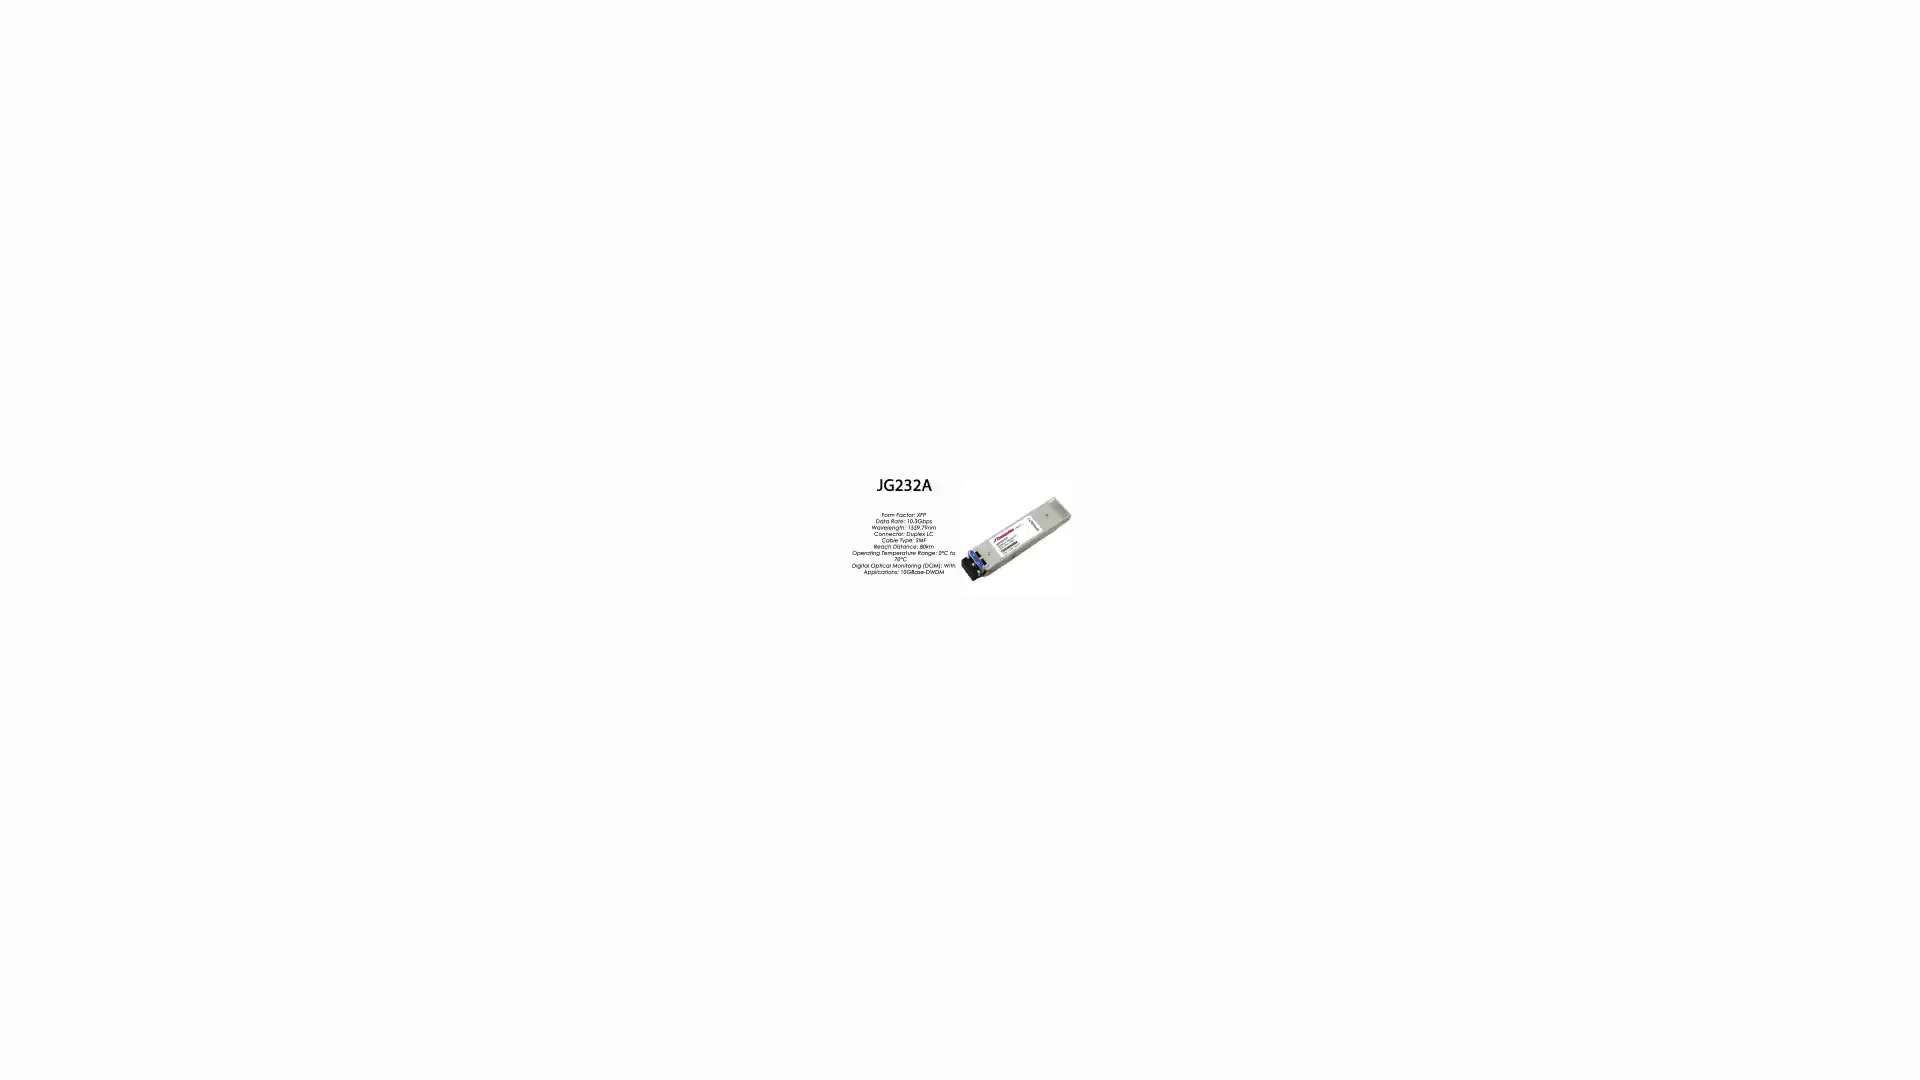 JG232A
Form Factor: XFP
Data Rate: 10.3Gbps
Wavelength: 1559.79nm
Connector: Duplex LC
Cable Type: SMF
Reach Distance: 80km
Operating Temperature Range: 0°C to
70°C
Digital Optical Monitoring (DOM): With
Applications: 10GBase-DWDM